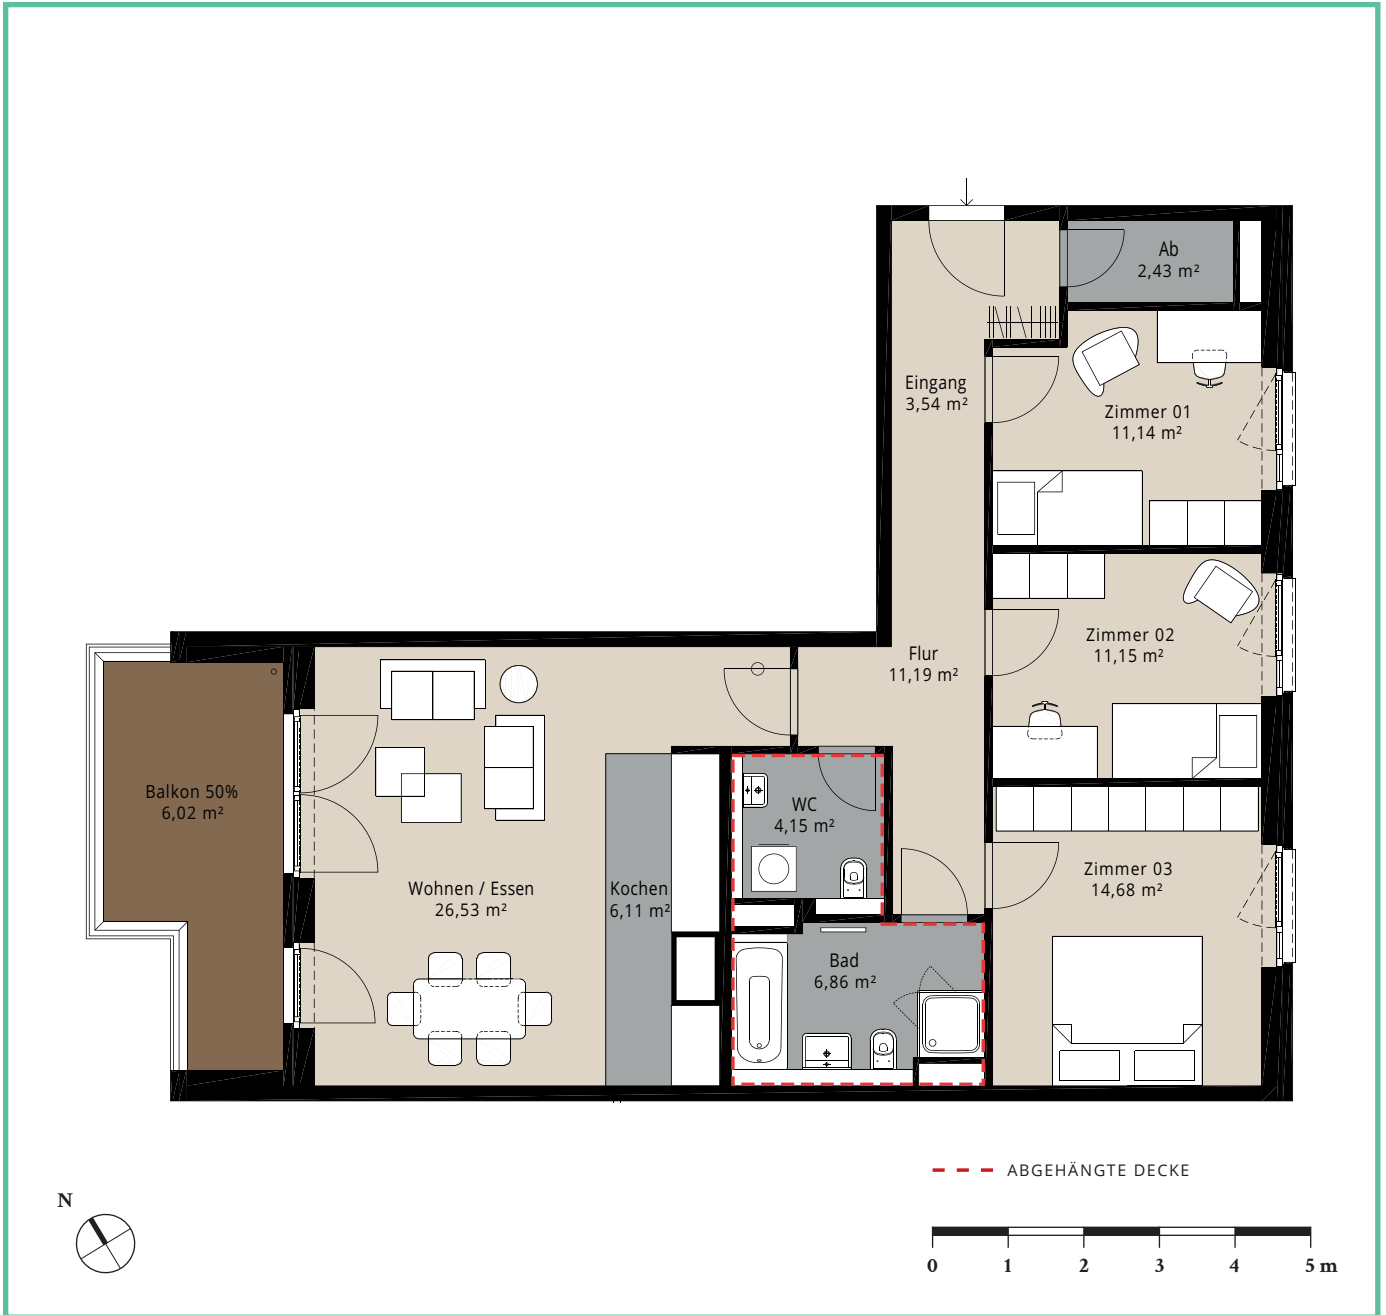 Ab
2,43 m²
Eingang
3,54 m²
Zimmer 01
11,14 m²
Zimmer 02
11,15 m²
Flur
11,19 m²
Balkon 50%
6,02 m²
WC
4,15 m²
Wohnen / Essen
26,53 m²
Kochen
6,11 m²
Zimmer 03
14,68 m²
Bad
6,86 m²
ABGEHÄNGTE DECKE
N
0 1 2 3 4 5 m